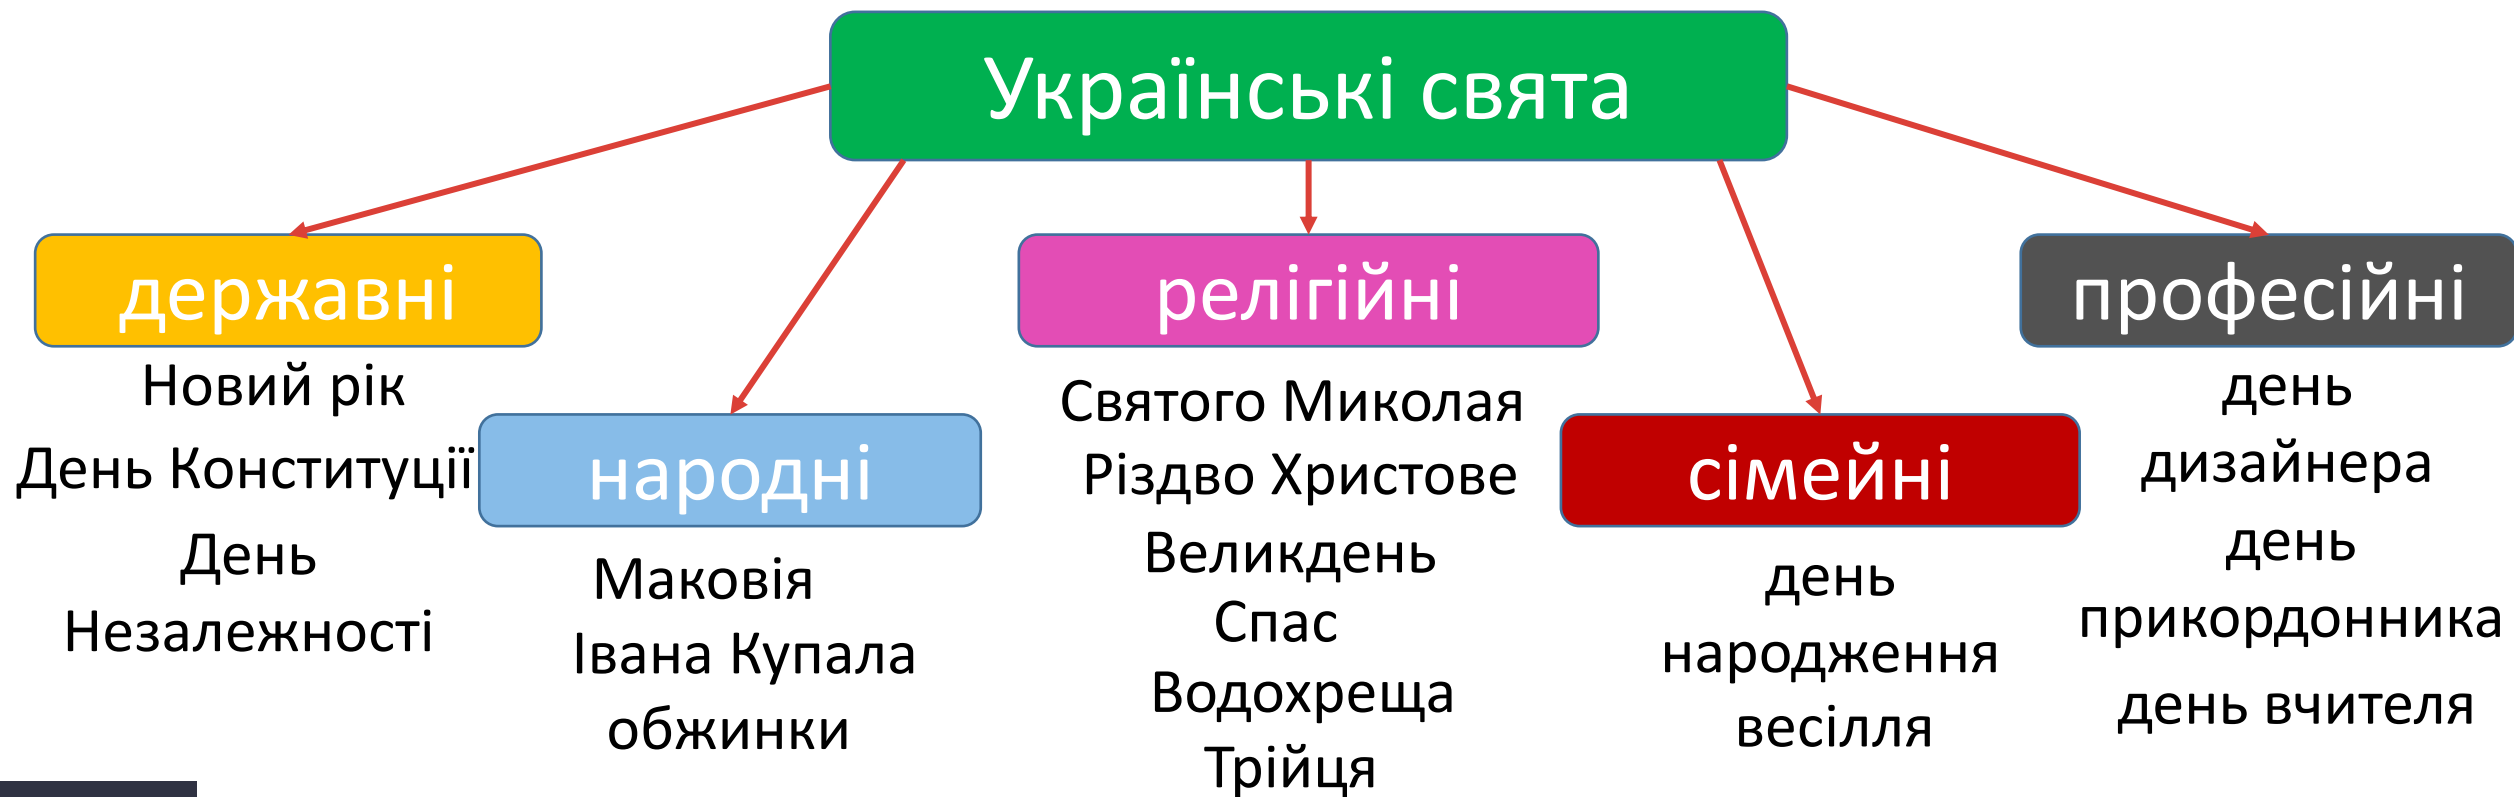 Українські свята
державні
Новий рік
День Конституції
День
Незалежності
народні
Маковія
Івана Купла
обжинки
релігійні
Святого Миколая
Різдво Христове
Великдень
Спас
Водохреща
Трійця
сімейні
день
народження
весілля
професійні
день
дизайнера
день
прикордонника
день вчителя